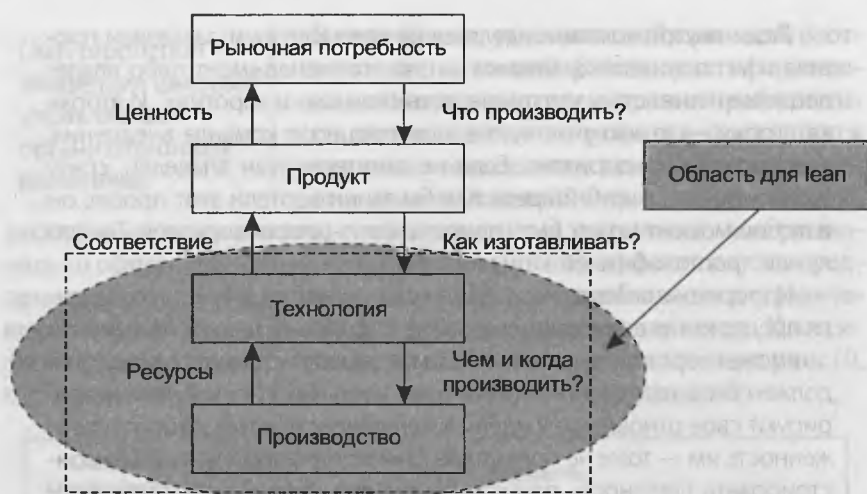 Рыночная потребность
Ценность
Что производить?
Продукт
Область для lean
Соответствие
Как изготавливать?
Технология
Ресурсы
Чем и когда
производить?
Производство